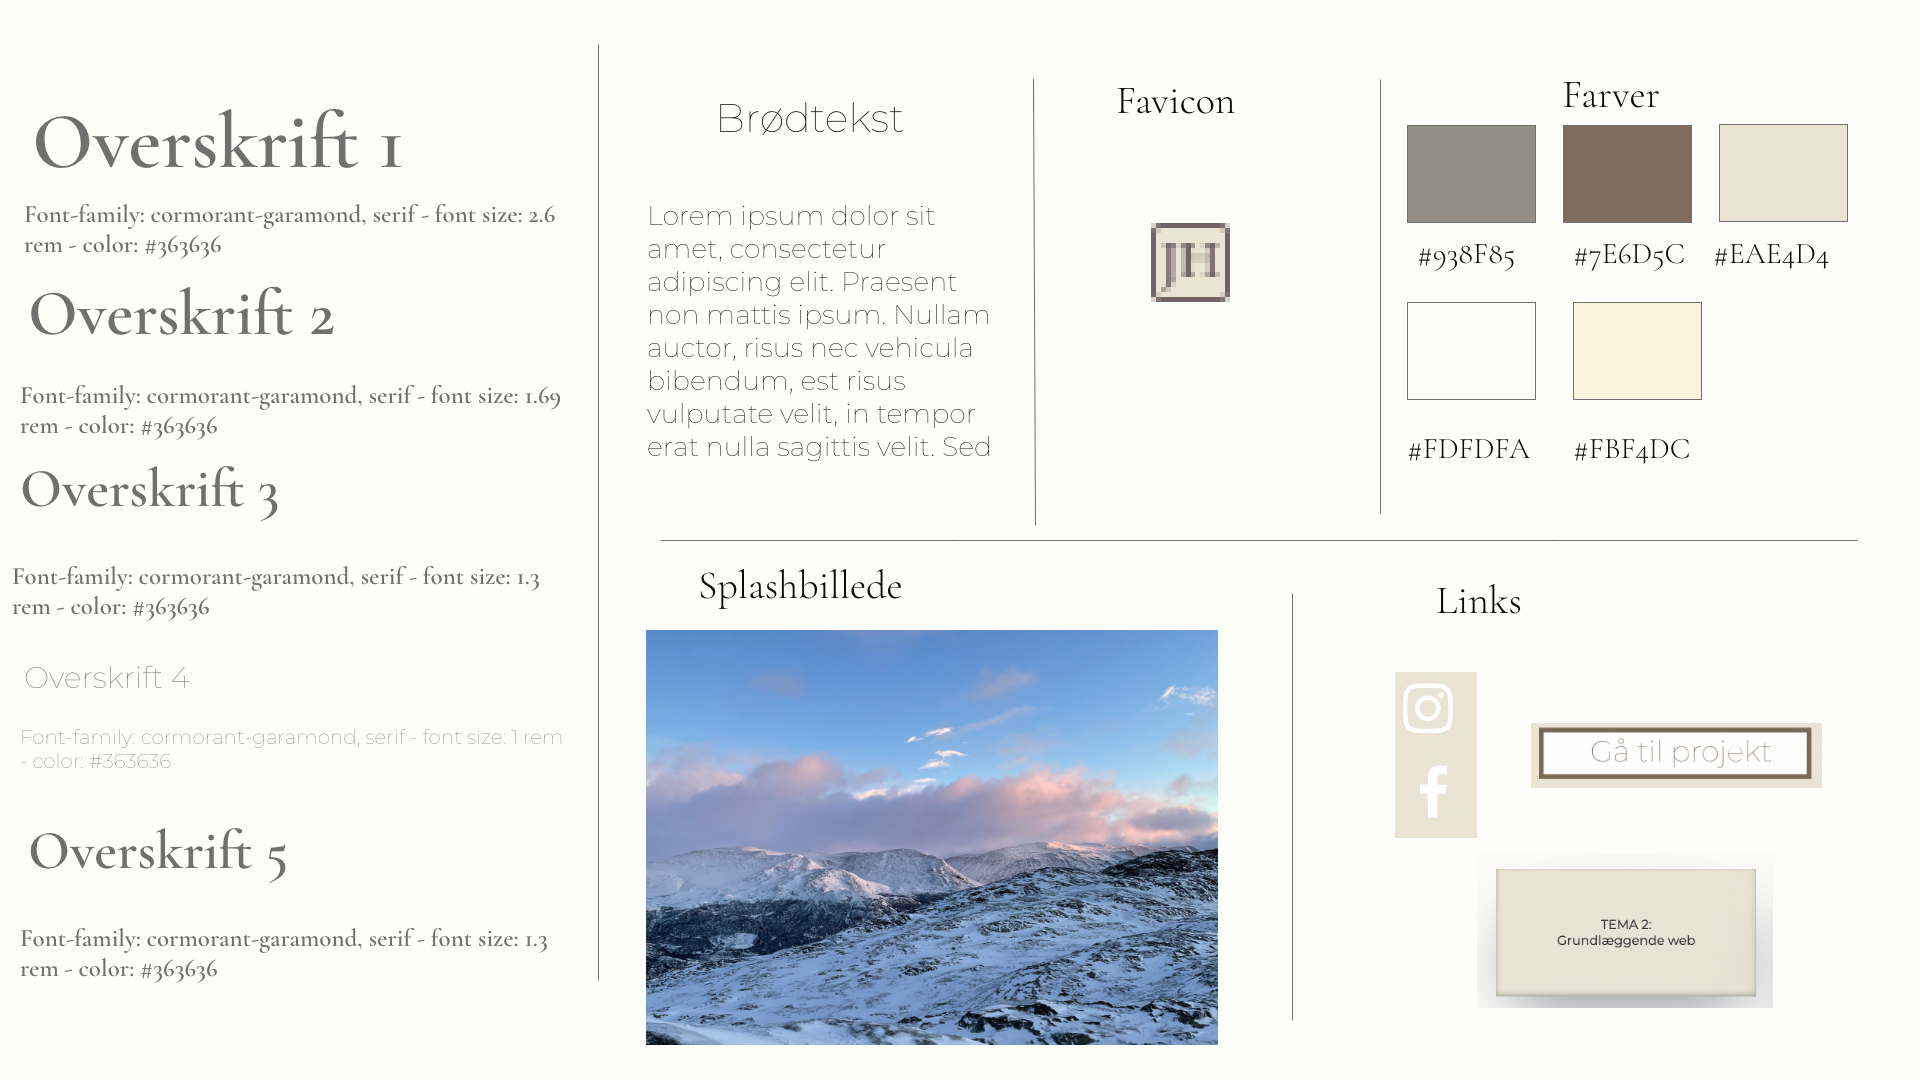 Overskrift 1
Font-family: cormorant-garamond, serif - font size: 2.6
rem - color: #363636
Overskrift 2
Font-family: cormorant-garamond, serif - font size: 1.69
rem - color: #363636
Overskrift 3
Font-family: cormorant-garamond, serif - font size: 1.3
rem - color: #363636
Overskrift 4
Font-family: cormorant-garamond, serif - font size: 1 rem
- color: #363636
Overskrift 5
Font-family: cormorant-garamond, serif - font size: 1.3
rem - color: #363636
Brødtekst
Lorem ipsum dolor sit
amet, consectetur
adipiscing elit. Praesent
non mattis ipsum. Nullam
auctor, risus nec vehicula
bibendum, est risus
vulputate velit, in tempor
erat nulla sagittis velit. Sed
Favicon
JH
Farver
#938F85
#7E6D5C
#EAE4D4
#FDFDFA
#FBF4DC
Splashbillede
Links
Gå til projekt
TEMA 2:
Grundlæggende web